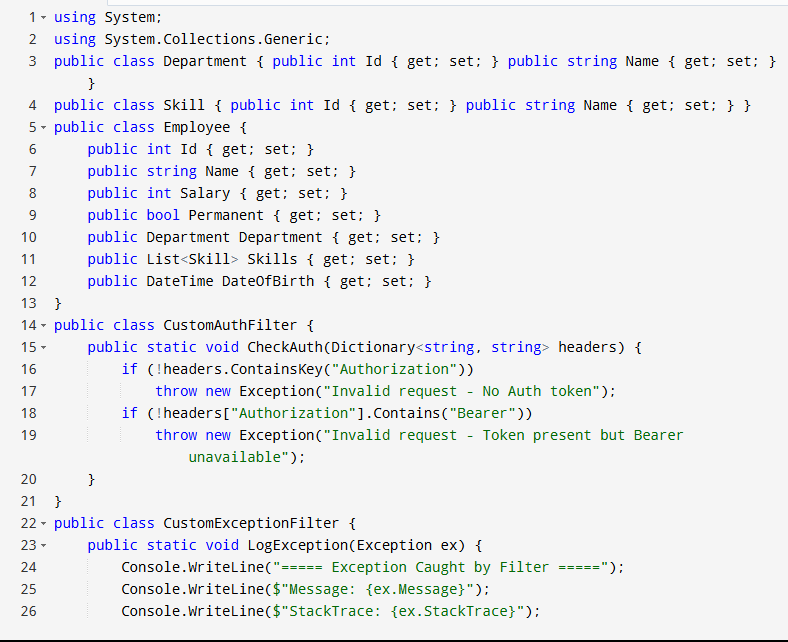 1 using System;
2 using System.Collections.Generic;
3 public class Department { public int Id { get; set; } public string Name { get; set; }
}
4 public class Skill { public int Id { get; set; } public string Name { get; set; } }
5 public class Employee {
6 public int Id { get; set; }
7 public string Name { get; set; }
8 public int Salary { get; set; }
9 public bool Permanent { get; set; }
10 public Department Department { get; set; }
11 public List<Skill> Skills { get; set; }
12 public DateTime DateOfBirth { get; set; }
13 }
14 public class CustomAuthFilter {
15 public static void CheckAuth(Dictionary<string, string> headers) {
16 if (!headers.ContainsKey("Authorization"))
17 throw new Exception("Invalid request - No Auth token");
18 if (!headers["Authorization"].Contains("Bearer"))
19 throw new Exception("Invalid request - Token present but Bearer
unavailable");
20 }
21 }
22 public class CustomExceptionFilter {
23 public static void LogException(Exception ex) {
24 Console.WriteLine("===== Exception Caught by Filter =====");
25 Console.WriteLine($"Message: {ex.Message}");
26 Console.WriteLine($"StackTrace: {ex.StackTrace}");